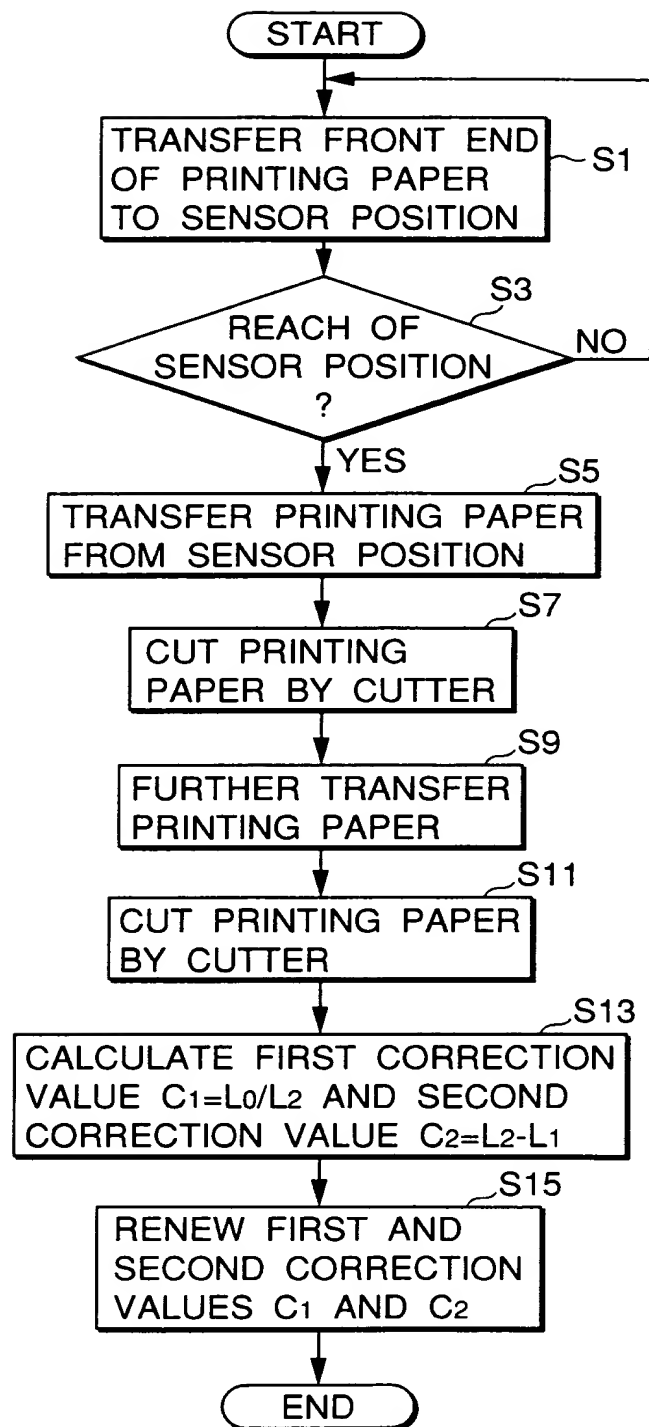 START
TRANSFER FRONT END
OF PRINTING PAPER
TO SENSOR POSITION
S1
S3
REACH OF
SENSOR POSITION
?
NO
YES
S5
TRANSFER PRINTING PAPER
FROM SENSOR POSITION
S7
CUT PRINTING
PAPER BY CUTTER
S9
FURTHER TRANSFER
PRINTING PAPER
S11
CUT PRINTING PAPER
BY CUTTER
S13
CALCULATE FIRST CORRECTION
VALUE C1=L0/L2 AND SECOND
CORRECTION VALUE C2=L2-L1
S15
RENEW FIRST AND
SECOND CORRECTION
VALUES C1 AND C2
END